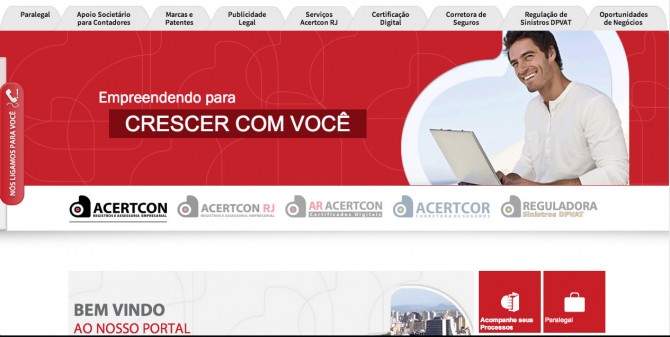 Paralegal
Apoio Societário
para Contadores
Marcas e
Patentes
Publicidade
Legal
Serviços
Acertcon RJ
Certificação
Digital
Corretora de
Seguros
Regulação de
Sinistros DPVAT
Oportunidades
de Negócios
NÓS LIGAMOS PARA VOCÊ
Empreendendo para
CRESCER COM VOCÊ
ACERTCON
REGISTROS E ASSESSORIA EMPRESARIAL
ACERTCON RJ
REGISTROS E ASSESSORIA EMPRESARIAL
AR ACERTCON
Certificados Digitais
ACERTCOR
CORRETORA DE SEGUROS
REGULADORA
Sinistros DPVAT
BEM VINDO
AO NOSSO PORTAL
Acompanhe seus
Processos
Paralegal